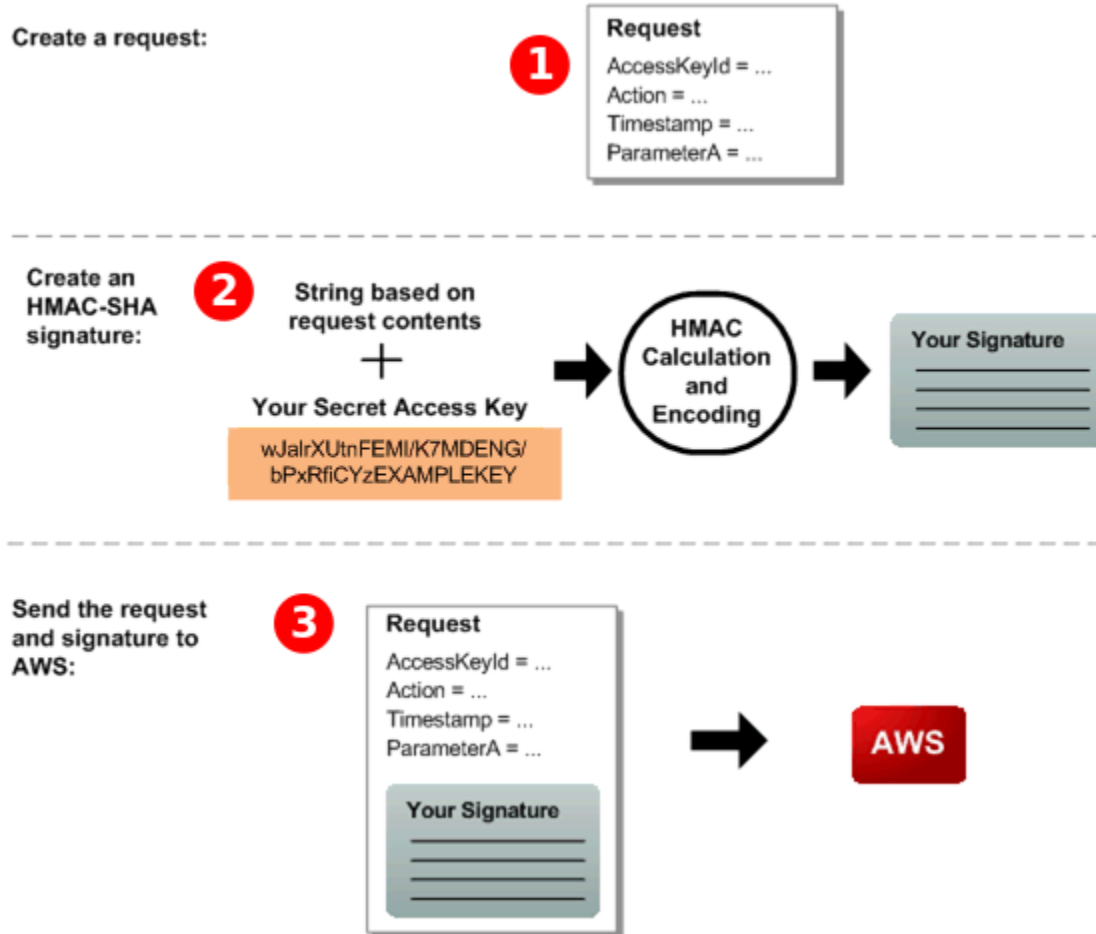 Create a request:
1
Request
AccessKeyId = ...
Action = ...
Timestamp = ...
ParameterA = ...
Create an
HMAC-SHA
signature:
2
String based on
request contents
+
Your Secret Access Key
wJalrXUtnFEMI/K7MDENG/
bPxRfiCYzEXAMPLEKEY
HMAC
Calculation
and
Encoding
Your Signature
Send the request
and signature to
AWS:
3
Request
AccessKeyId = ...
Action = ...
Timestamp = ...
ParameterA = ...
Your Signature
AWS